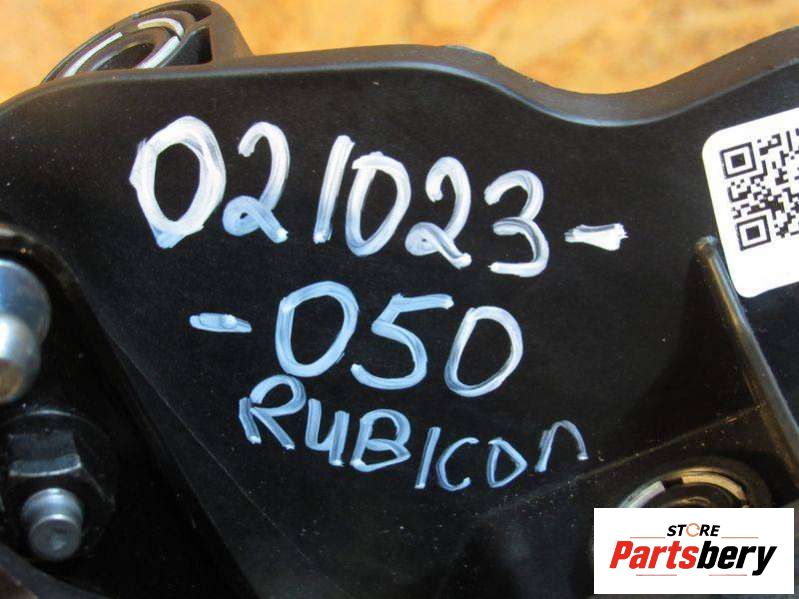 021023-
-050
RUBICON
STORE
Partsbery